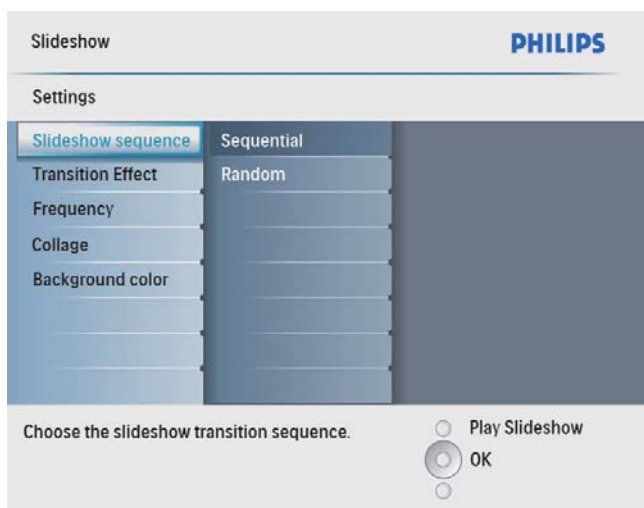 Slideshow
PHILIPS
Settings
Slideshow sequence
Sequential
Transition Effect
Random
Frequency
Collage
Background color
Choose the slideshow transition sequence.
Play Slideshow
OK